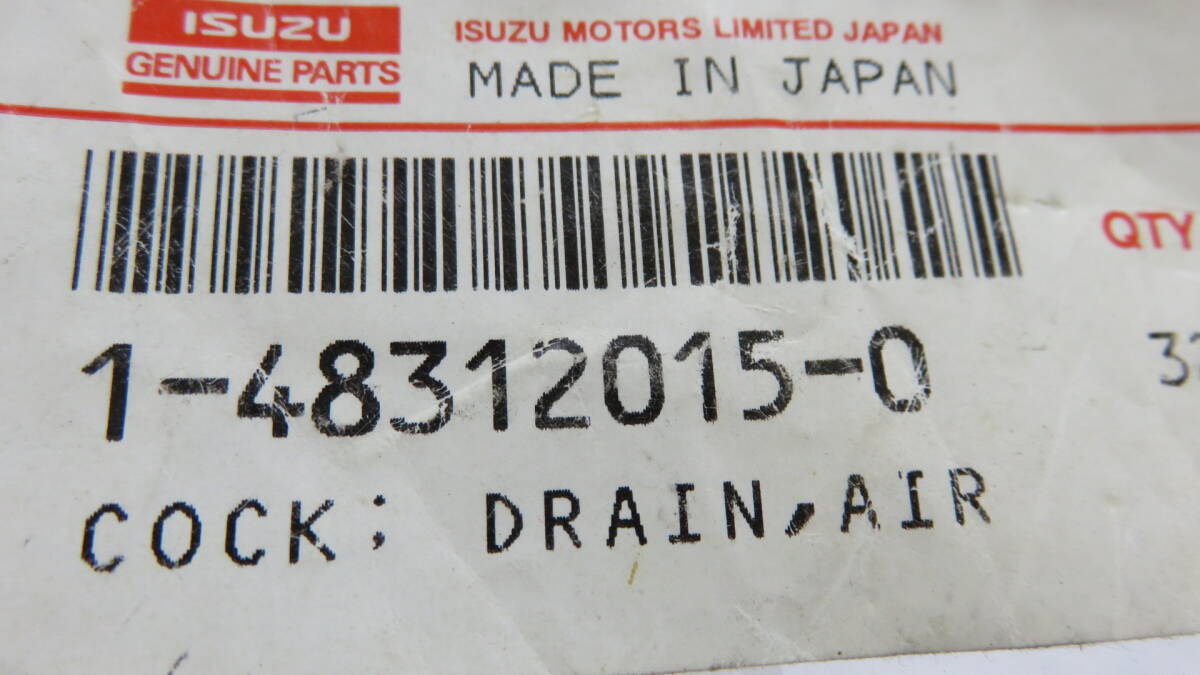 ISUZU
GENUINE PARTS
ISUZU MOTORS LIMITED JAPAN
MADE IN JAPAN
QTY
1-48312015-0
COCK; DRAIN,AIR